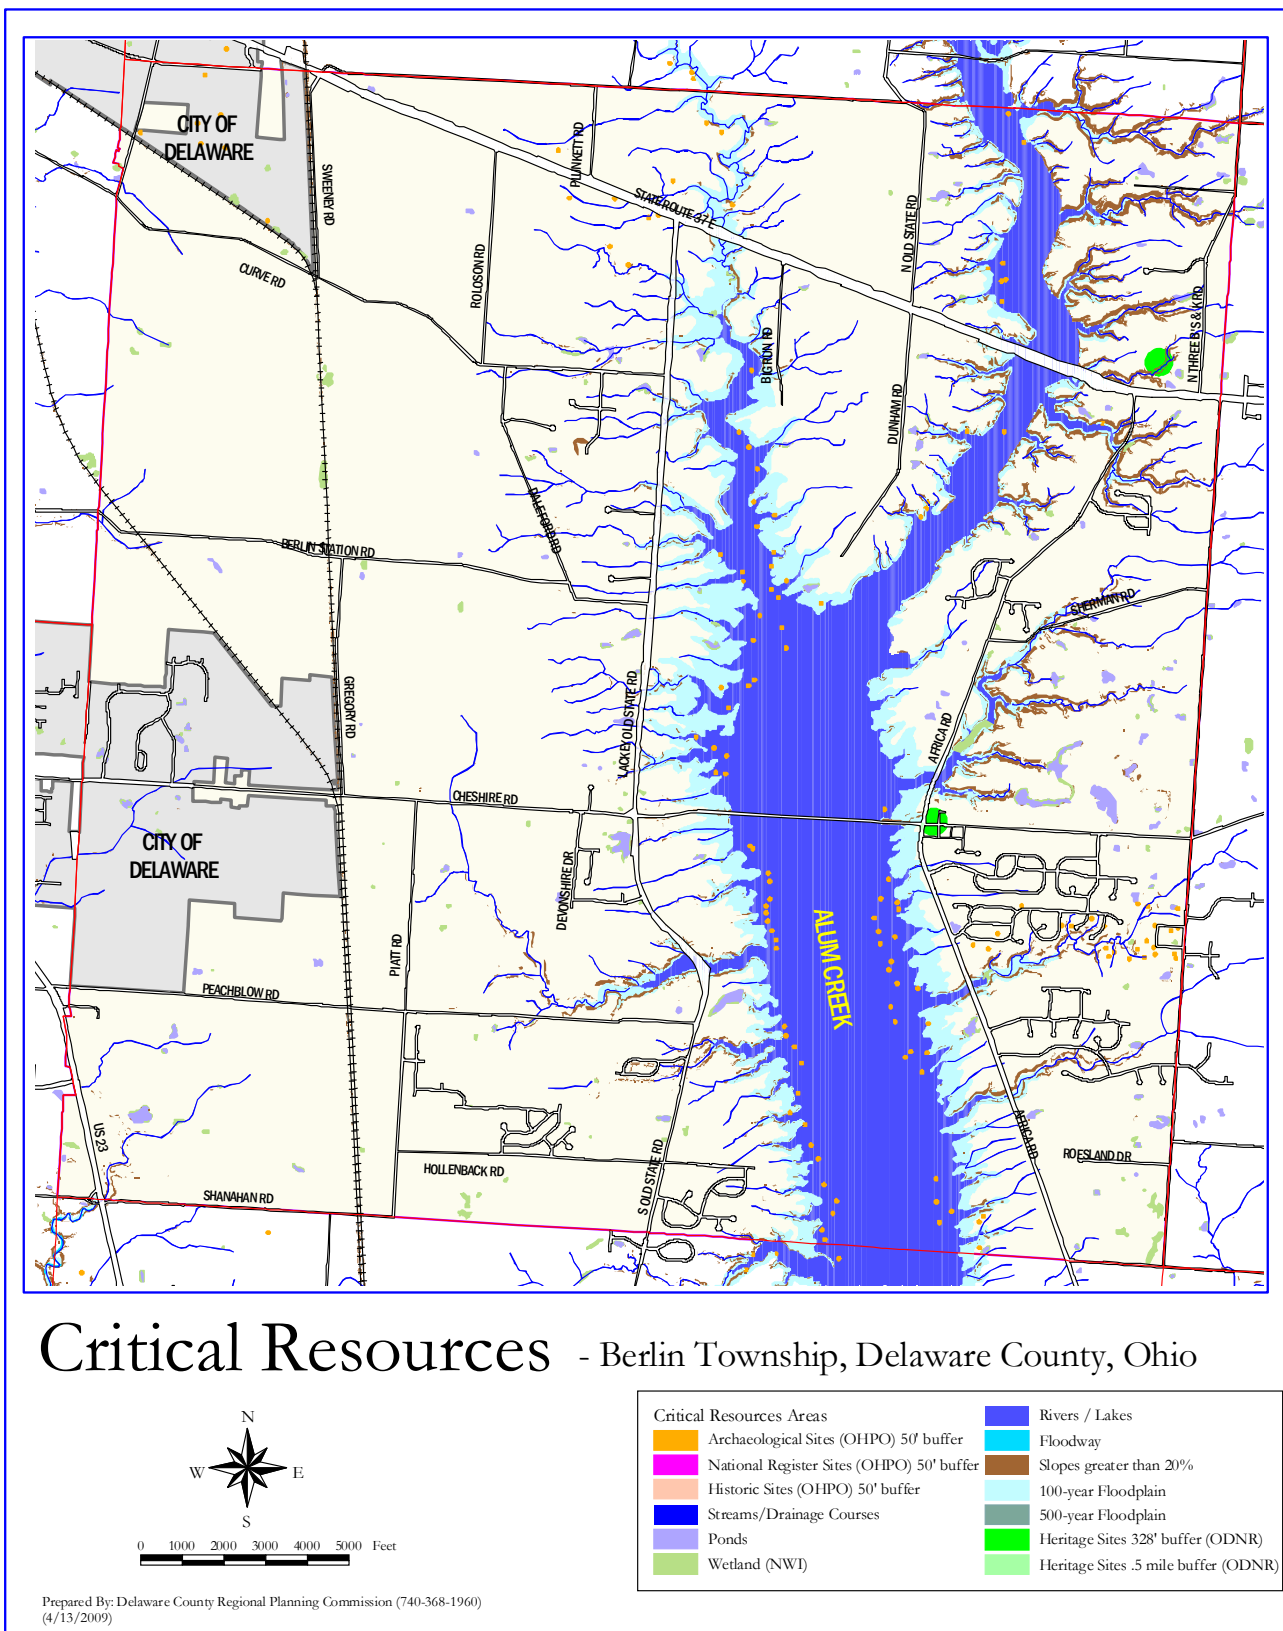 CITY OF
DELAWARE
SWEENEY RD
PLUNKETT RD
STATE ROUTE 37 E
N OLD STATE RD
CURVE RD
ROLOSON RD
BIG RUN RD
N THREE B'S & K RD
DUNHAM RD
DALE FORD RD
BERLIN STATION RD
SHERMAN RD
GREGORY RD
LACKEY OLD STATE RD
AFRICA RD
CHESHIRE RD
CITY OF
DELAWARE
DEVONSHIRE DR
ALUM CREEK
PIATT RD
PEACHBLOW RD
US 23
AFRICA RD
ROESLAND DR
HOLLENBACK RD
S OLD STATE RD
SHANAHAN RD
Critical Resources - Berlin Township, Delaware County, Ohio
N
W E
S
0 1000 2000 3000 4000 5000 Feet
Prepared By: Delaware County Regional Planning Commission (740-368-1960)
(4/13/2009)
Critical Resources Areas
Archaeological Sites (OHPO) 50' buffer
National Register Sites (OHPO) 50' buffer
Historic Sites (OHPO) 50' buffer
Streams/Drainage Courses
Ponds
Wetland (NWI)
Rivers / Lakes
Floodway
Slopes greater than 20%
100-year Floodplain
500-year Floodplain
Heritage Sites 328' buffer (ODNR)
Heritage Sites .5 mile buffer (ODNR)